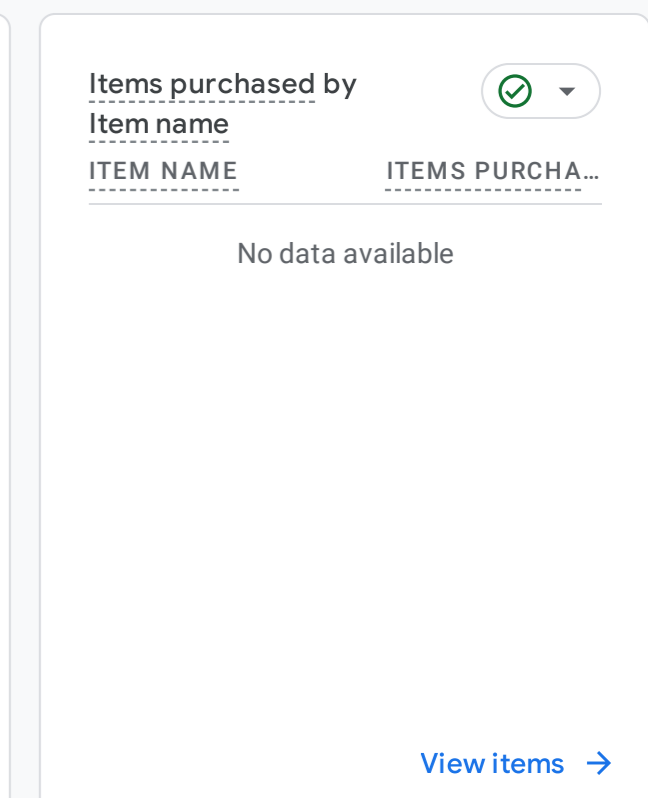 Items purchased by
Item name
ITEM NAME ITEMS PURCHA...
No data available
View items